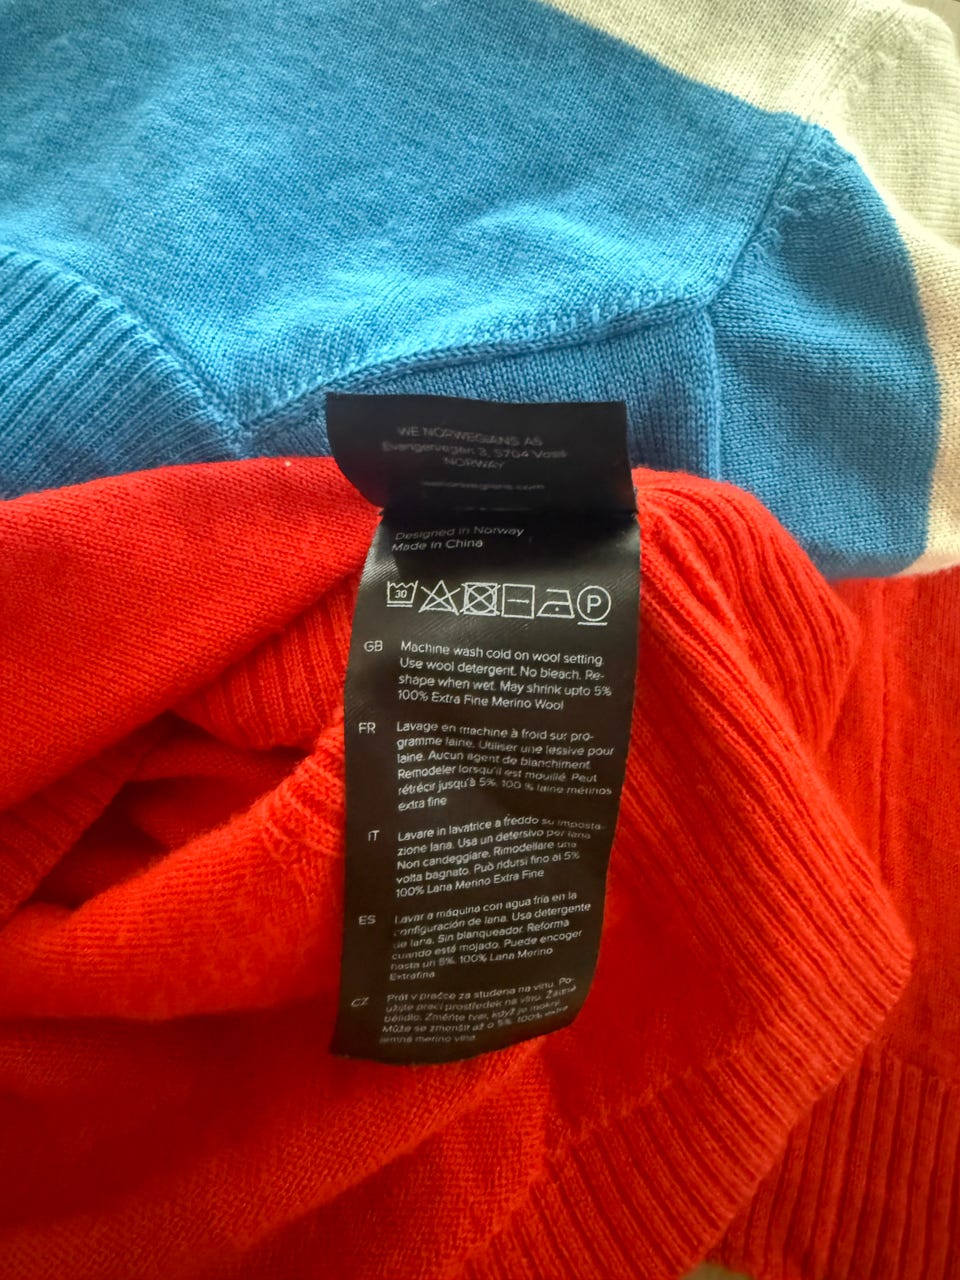 WE NORWEGIANS AS
Evangervegen 3, 5704 Voss
NORWAY
wenorwegians.com
Designed in Norway
Made in China
30
P
GB
Machine wash cold on wool setting.
Use wool detergent. No bleach. Re-
shape when wet. May shrink upto 5%
100% Extra Fine Merino Wool
FR
Lavage en machine à froid sur pro-
gramme laine. Utiliser une lessive pour
laine. Aucun agent de blanchiment.
Remodeler lorsqu'il est mouillé. Peut
rétrécir jusqu'à 5%. 100 % laine mérinos
extra fine
IT
Lavare in lavatrice a freddo su imposta-
zione lana. Usa un detersivo per lana
Non candeggiare. Rimodellare una
volta bagnato. Può ridursi fino al 5%
100% Lana Merino Extra Fine
ES
Lavar a máquina con agua fría en la
configuración de lana. Usa detergente
de lana. Sin blanqueador. Reforma
cuando esté mojado. Puede encoger
hasta un 5%. 100% Lana Merino
Extrafina
CZ
Prát v pračce za studena na vlnu. Po-
užijte prací prostředek na vlnu. Žádné
bělidlo. Změňte tvar, když je mokrý.
Může se zmenšit až o 5%. 100% extra
jemné merino vlna